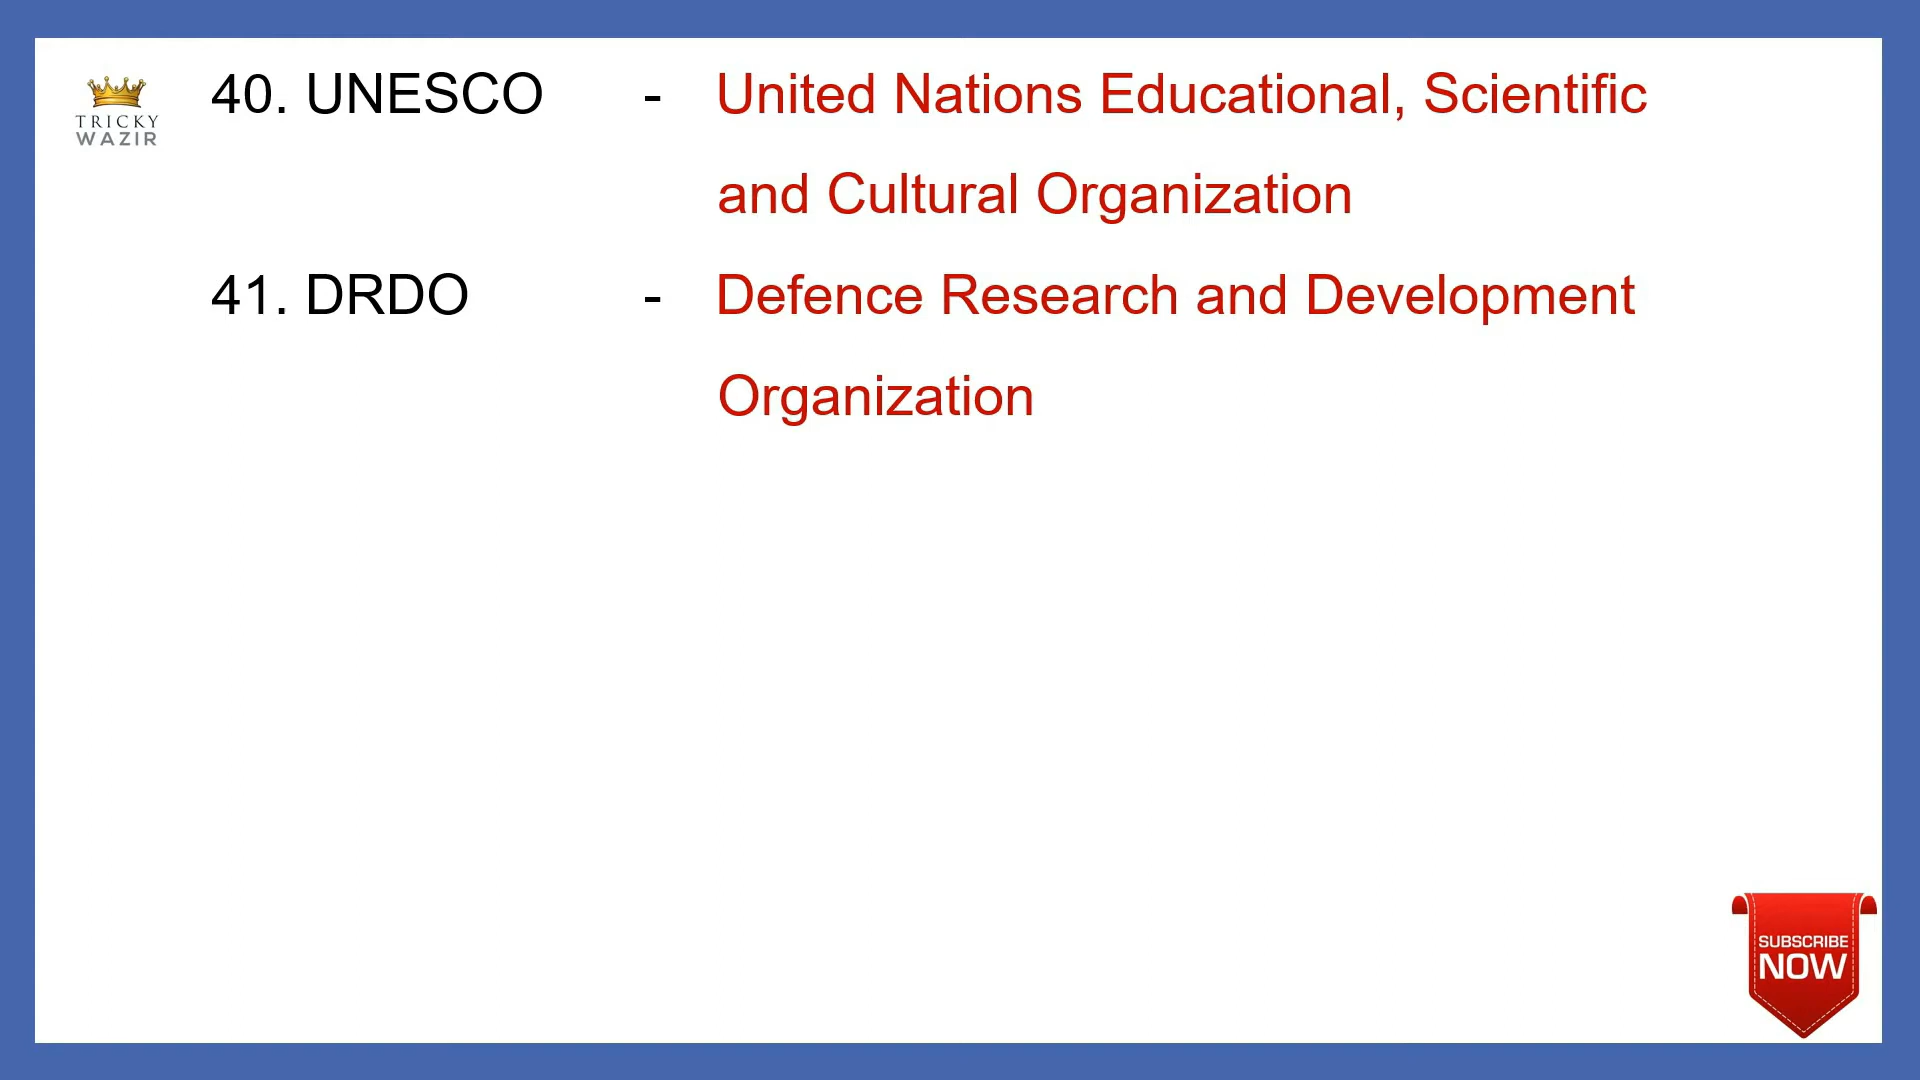 TRICKY
WAZIR
40. UNESCO - United Nations Educational, Scientific
and Cultural Organization
41. DRDO - Defence Research and Development
Organization
SUBSCRIBE
NOW